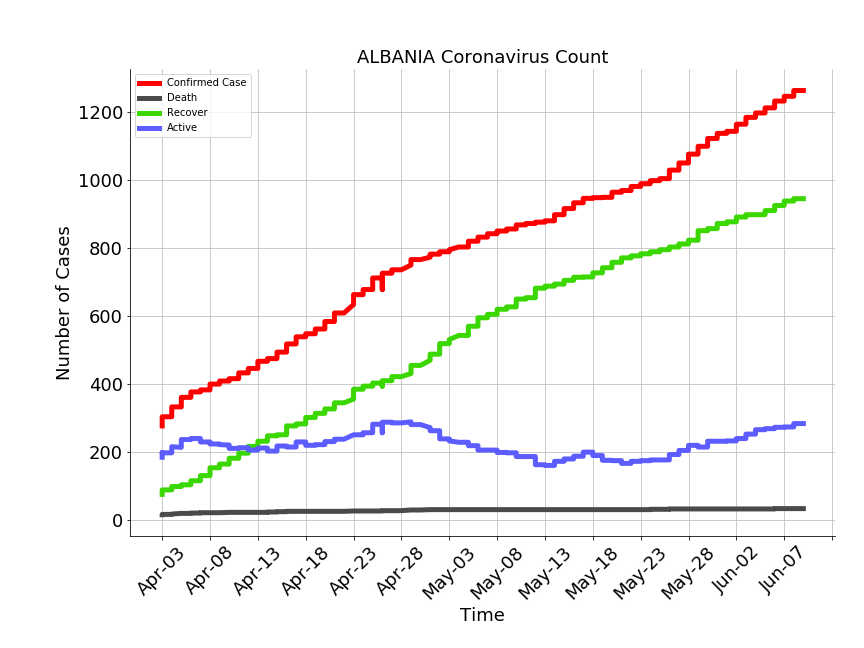 ALBANIA Coronavirus Count
Confirmed Case
Death
Recover
Active
Number of Cases
1200
1000
800
600
400
200
0
Apr-03
Apr-08
Apr-13
Apr-18
Apr-23
Apr-28
May-03
May-08
May-13
May-18
May-23
May-28
Jun-02
Jun-07
Time